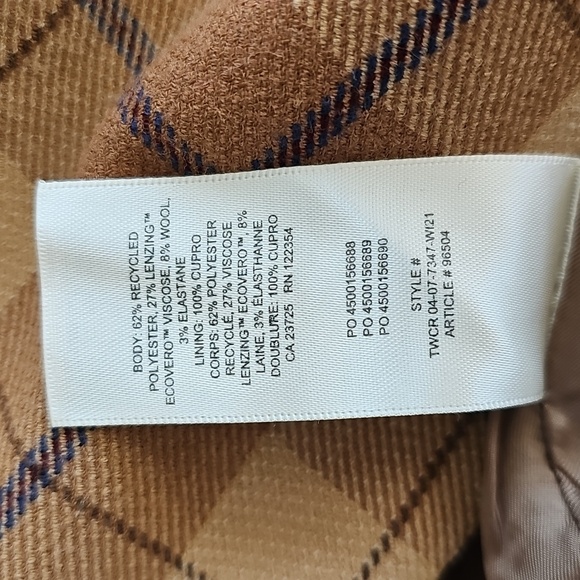 BODY: 62% RECYCLED
POLYESTER, 27% LENZING™
ECOVERO™ VISCOSE, 8% WOOL,
3% ELASTANE
LINING: 100% CUPRO
CORPS: 62% POLYESTER
RECYCLÉ, 27% VISCOSE
LENZING™ ECOVERO™, 8%
LAINE, 3% ÉLASTHANNE
DOUBLURE: 100% CUPRO
CA 23725 RN 122354
PO 4500156688
PO 4500156689
PO 4500156690
STYLE #
TWCR 04-07-7347-WI21
ARTICLE # 96504